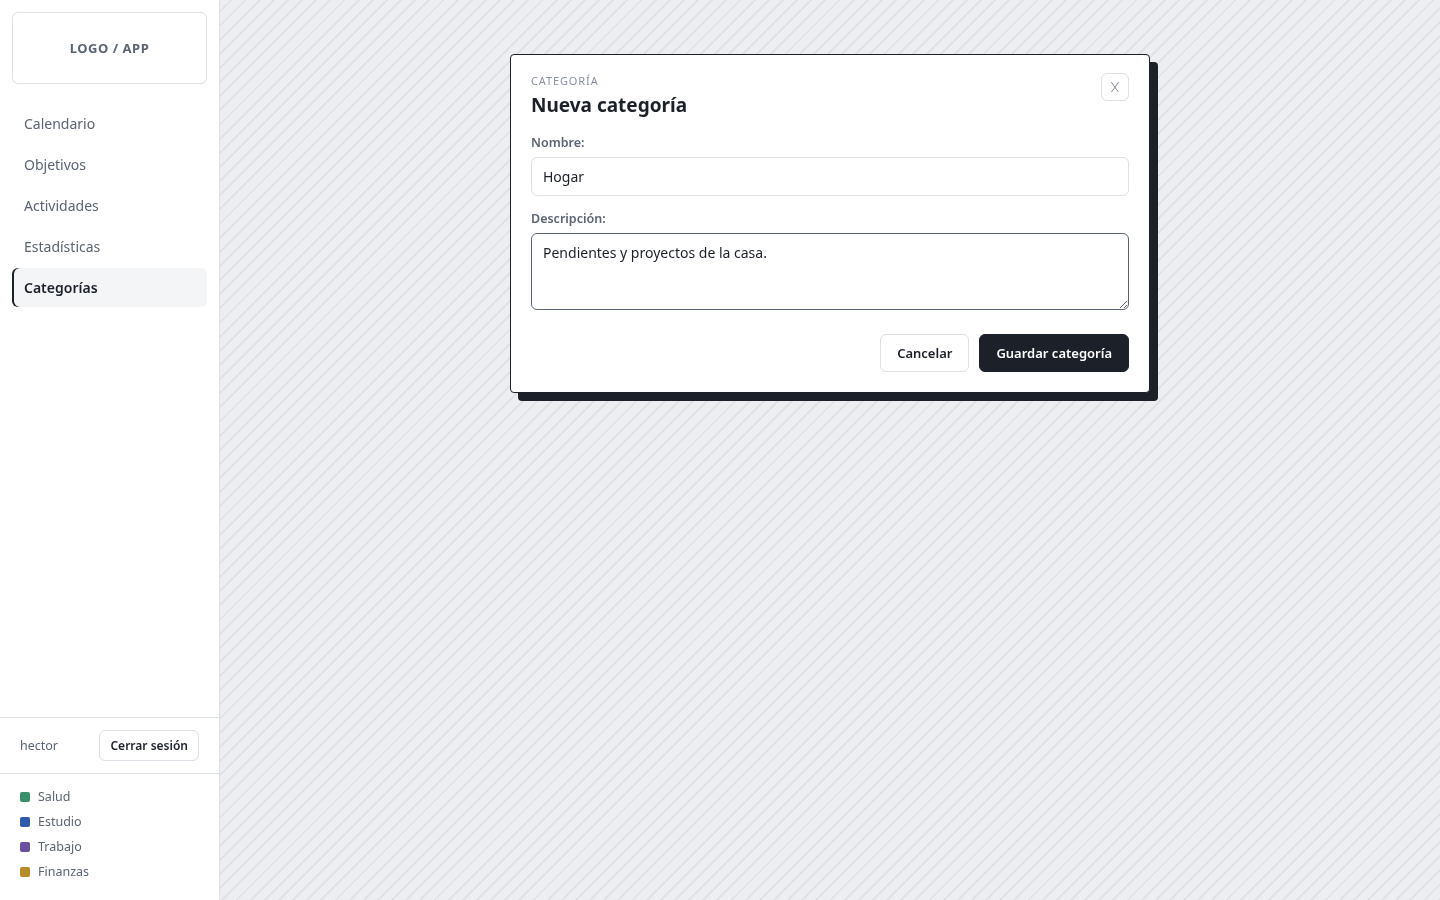 LOGO / APP
Calendario
Objetivos
Actividades
Estadísticas
Categorías
hector
Cerrar sesión
Salud
Estudio
Trabajo
Finanzas
CATEGORÍA
Nueva categoría
X
Nombre:
Hogar
Descripción:
Pendientes y proyectos de la casa.
Cancelar
Guardar categoría